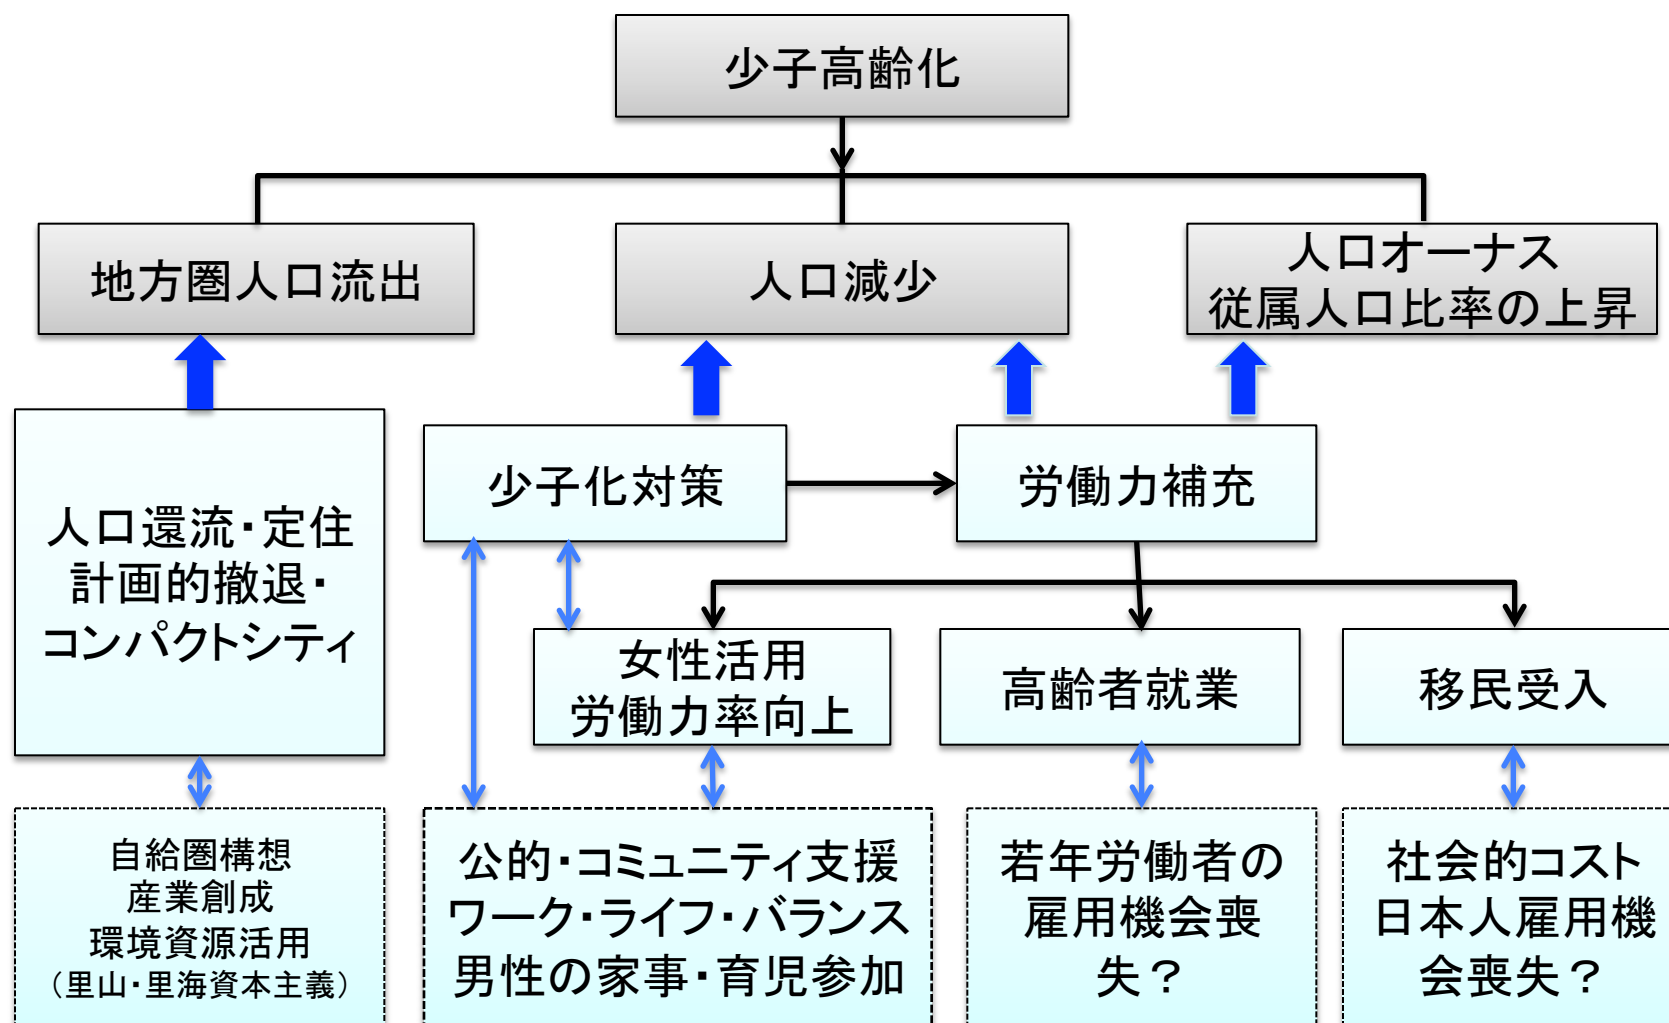 少子高齢化
地方圏人口流出
人口減少
人口オーナス
従属人口比率の上昇
人口還流・定住
計画的撤退・
コンパクトシティ
少子化対策
労働力補充
女性活用
労働力率向上
高齢者就業
移民受入
自給圏構想
産業創成
環境資源活用
（里山・里海資本主義）
公的・コミュニティ支援
ワーク・ライフ・バランス
男性の家事・育児参加
若年労働者の
雇用機会喪
失？
社会的コスト
日本人雇用機
会喪失？